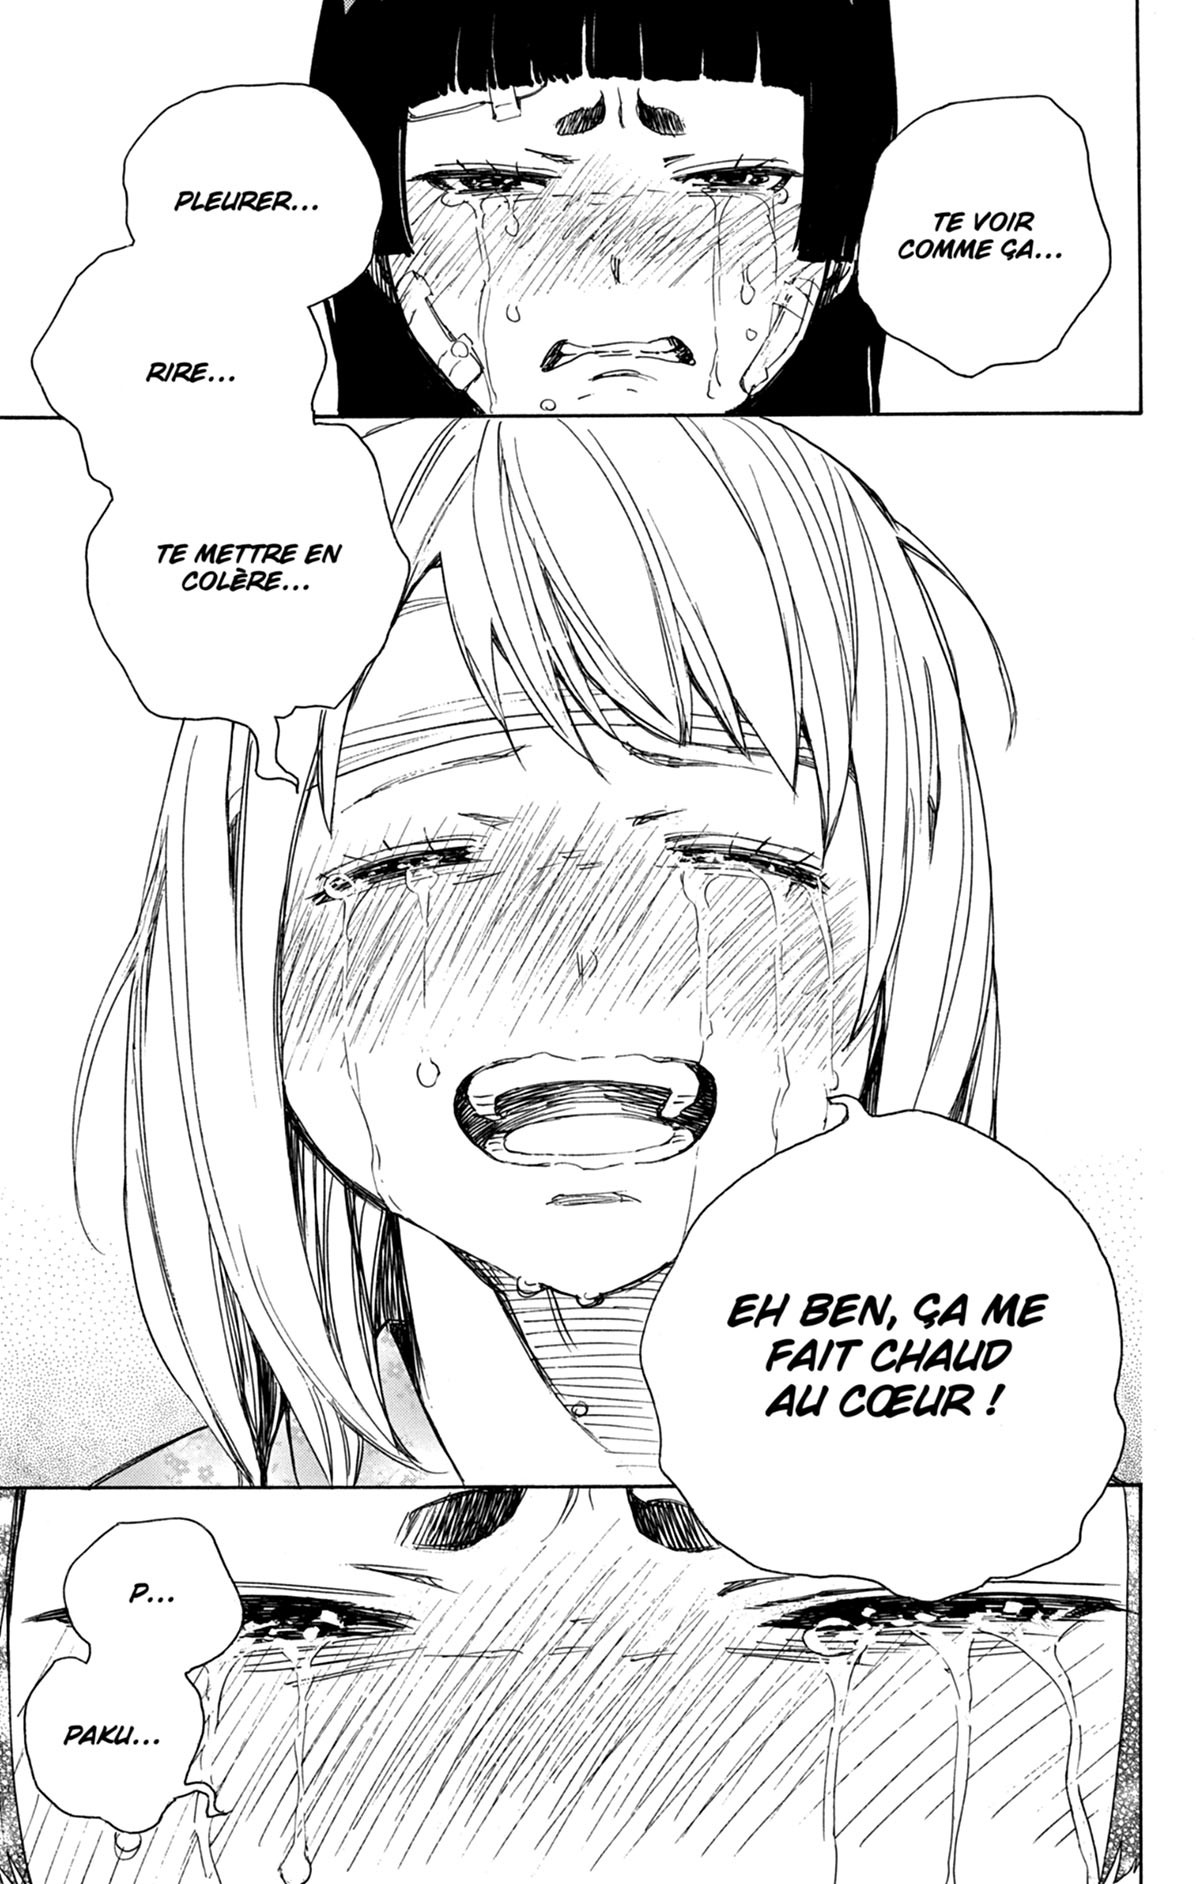 TE VOIR
COMME ÇA...
PLEURER...
RIRE...
TE METTRE EN
COLÈRE...
EH BEN, ÇA ME
FAIT CHAUD
AU CŒUR !
P...
PAKU...